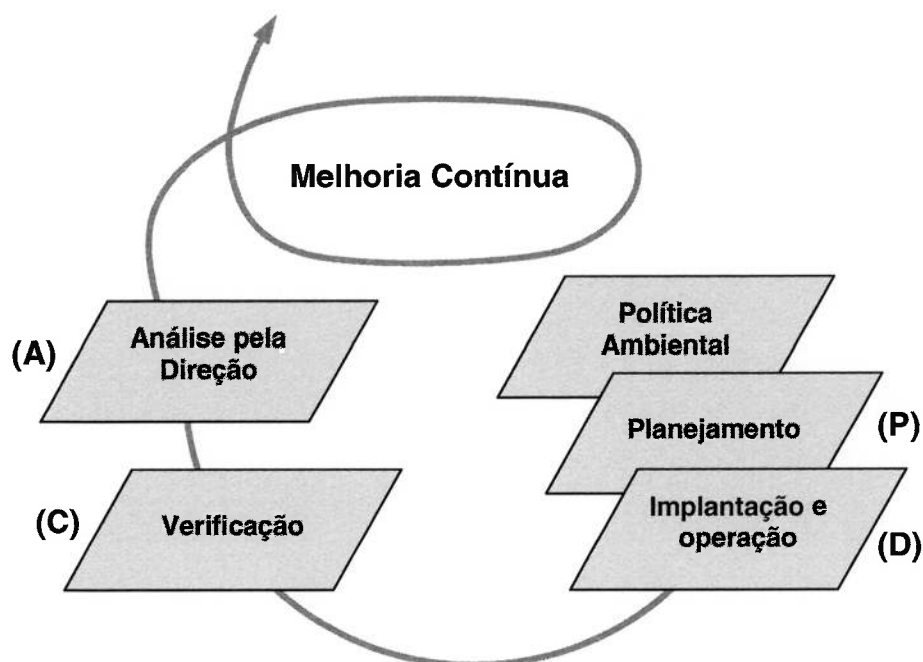 Melhoria Contínua
Política
Ambiental
Planejamento
(P)
Implantação e
operação
(D)
Verificação
(C)
Análise pela
Direção
(A)